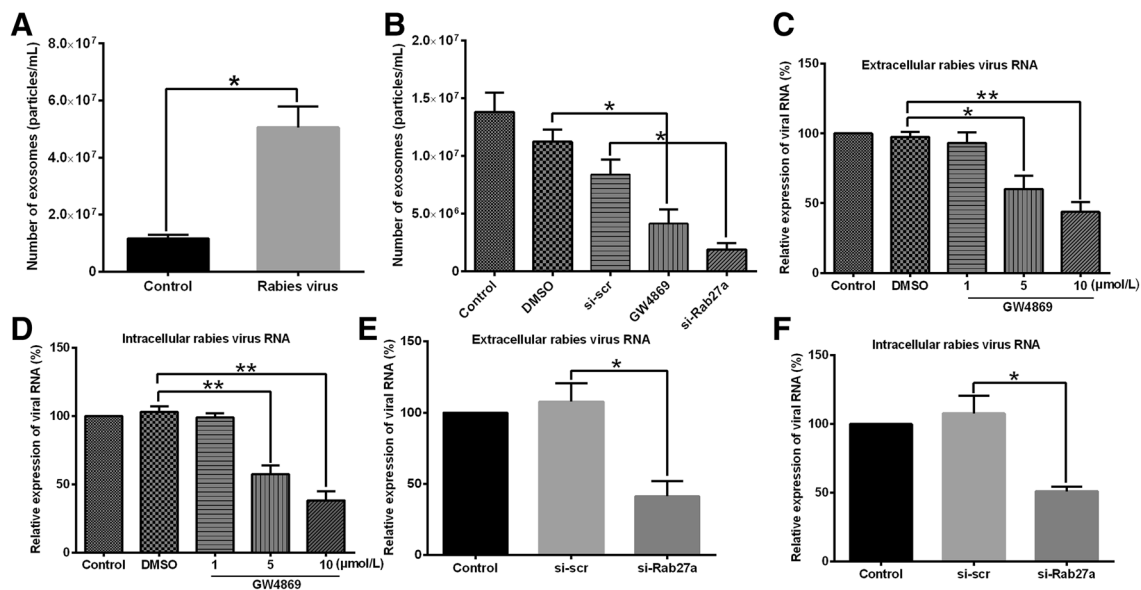 A
Number of exosomes (particles/mL)
8.0×10⁷
6.0×10⁷
4.0×10⁷
2.0×10⁷
0
*
Control
Rabies virus
B
Number of exosomes (particles/mL)
2.0×10⁷
1.5×10⁷
1.0×10⁷
5.0×10⁶
0
*
*
Control
DMSO
si-scr
GW4869
si-Rab27a
C
Extracellular rabies virus RNA
Relative expression of viral RNA (%)
150
100
50
0
**
*
Control
DMSO
1
5
10 (μmol/L)
GW4869
D
Intracellular rabies virus RNA
Relative expression of viral RNA (%)
150
100
50
0
**
**
Control
DMSO
1
5
10 (μmol/L)
GW4869
E
Extracellular rabies virus RNA
Relative expression of viral RNA (%)
150
100
50
0
*
Control
si-scr
si-Rab27a
F
Intracellular rabies virus RNA
Relative expression of viral RNA (%)
150
100
50
0
*
Control
si-scr
si-Rab27a